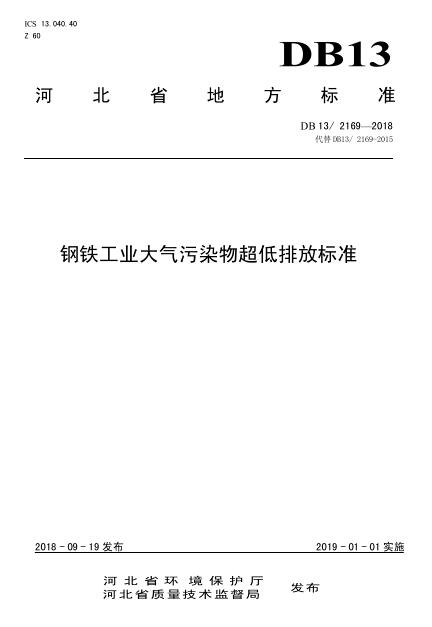 ICS 13.040.40
Z 60
DB13
河北省地方标准
DB 13/ 2169—2018
代替 DB13/ 2169-2015
钢铁工业大气污染物超低排放标准
2018-09-19 发布
2019-01-01 实施
河北省环境保护厅
河北省质量技术监督局
发布